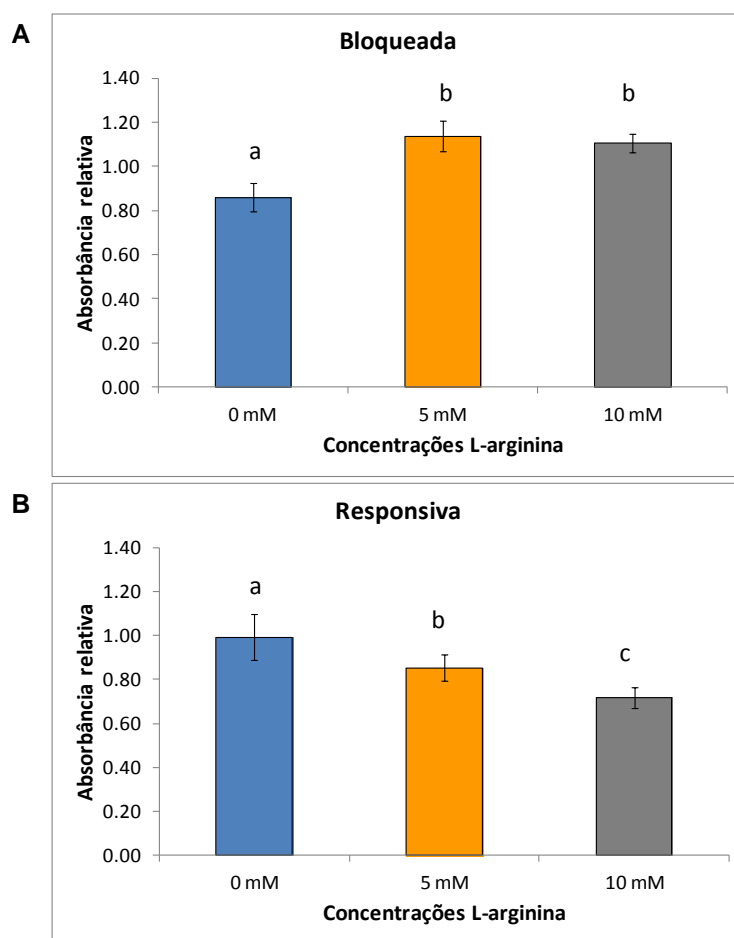 A
Bloqueada
Absorbância relativa
1.40
1.20
1.00
0.80
0.60
0.40
0.20
0.00
a
b
b
0 mM
5 mM
10 mM
Concentrações L-arginina
B
Responsiva
Absorbância relativa
1.40
1.20
1.00
0.80
0.60
0.40
0.20
0.00
a
b
c
0 mM
5 mM
10 mM
Concentrações L-arginina